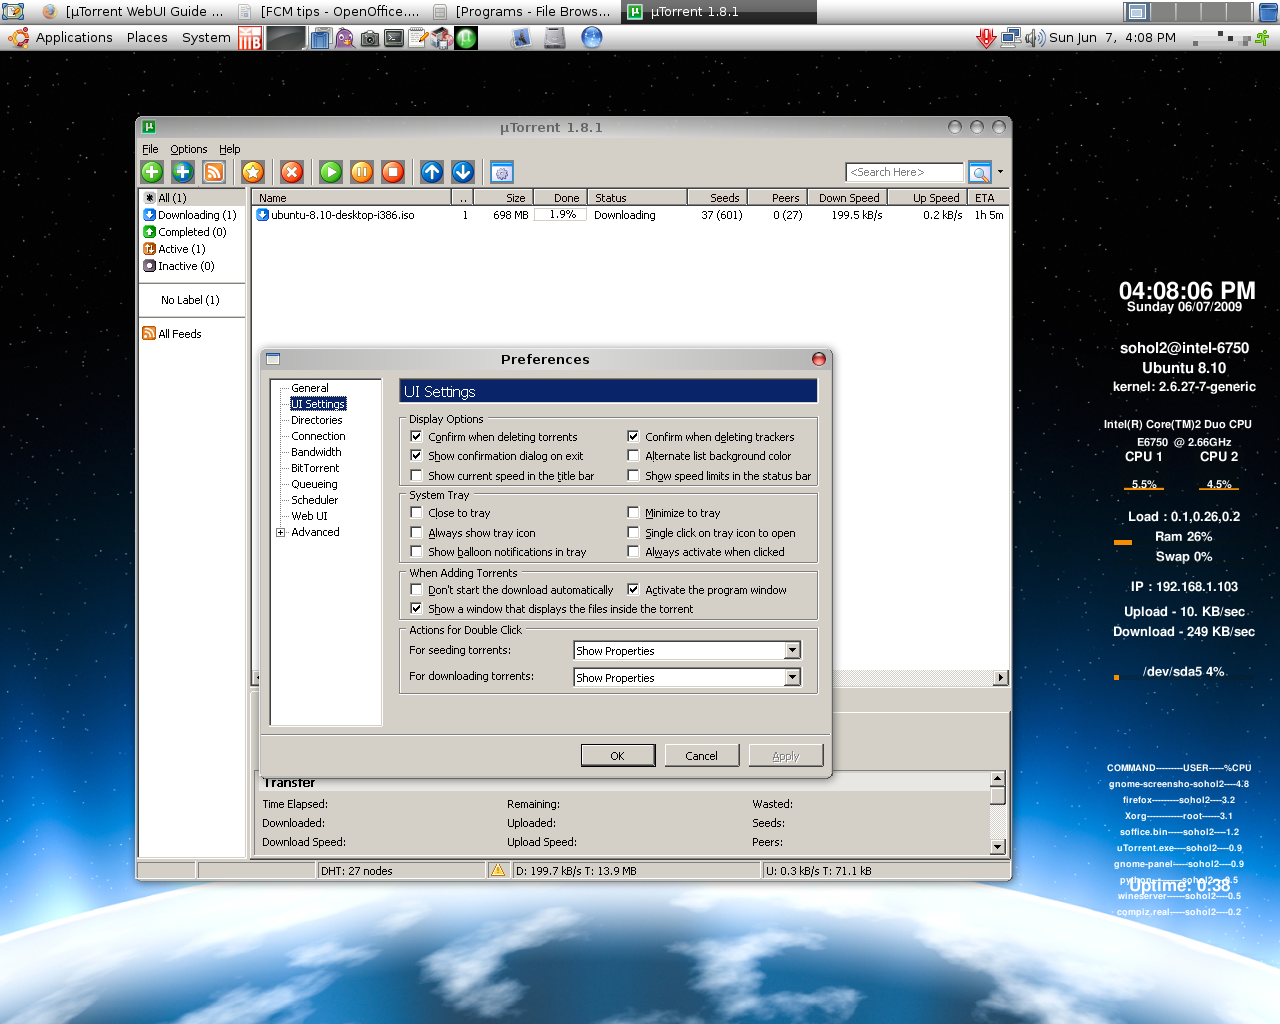 [µTorrent WebUI Guide ... [FCM tips - OpenOffice.... [Programs - File Brows... µTorrent 1.8.1
Applications Places System Sun Jun 7, 4:08 PM
µTorrent 1.8.1
File Options Help
<Search Here>
All (1)
Downloading (1)
Completed (0)
Active (1)
Inactive (0)
No Label (1)
All Feeds
Name .. Size Done Status Seeds Peers Down Speed Up Speed ETA
ubuntu-8.10-desktop-i386.iso 1 698 MB 1.9% Downloading 37 (601) 0 (27) 199.5 kB/s 0.2 kB/s 1h 5m
Preferences
General
UI Settings
Directories
Connection
Bandwidth
BitTorrent
Queueing
Scheduler
Web UI
Advanced
UI Settings
Display Options
Confirm when deleting torrents Confirm when deleting trackers
Show confirmation dialog on exit Alternate list background color
Show current speed in the title bar Show speed limits in the status bar
System Tray
Close to tray Minimize to tray
Always show tray icon Single click on tray icon to open
Show balloon notifications in tray Always activate when clicked
When Adding Torrents
Don't start the download automatically Activate the program window
Show a window that displays the files inside the torrent
Actions for Double Click
For seeding torrents: Show Properties
For downloading torrents: Show Properties
OK Cancel Apply
Transfer
Time Elapsed: Remaining: Wasted:
Downloaded: Uploaded: Seeds:
Download Speed: Upload Speed: Peers:
DHT: 27 nodes D: 199.7 kB/s T: 13.9 MB U: 0.3 kB/s T: 71.1 kB
04:08:06 PM
Sunday 06/07/2009
sohol2@intel-6750
Ubuntu 8.10
kernel: 2.6.27-7-generic
Intel(R) Core(TM)2 Duo CPU
E6750 @ 2.66GHz
CPU 1 CPU 2
5.5% 4.5%
Load : 0.1,0.26,0.2
Ram 26%
Swap 0%
IP : 192.168.1.103
Upload - 10. KB/sec
Download - 249 KB/sec
/dev/sda5 4%
COMMAND---------USER-----%CPU
gnome-screensho-sohol2----4.8
firefox---------sohol2----3.2
Xorg------------root------3.1
soffice.bin-----sohol2----1.2
uTorrent.exe----sohol2----0.9
gnome-panel-----sohol2----0.9
python----------sohol2----0.5
Uptime: 0:38
wineserver------sohol2----0.5
compiz.real-----sohol2----0.2